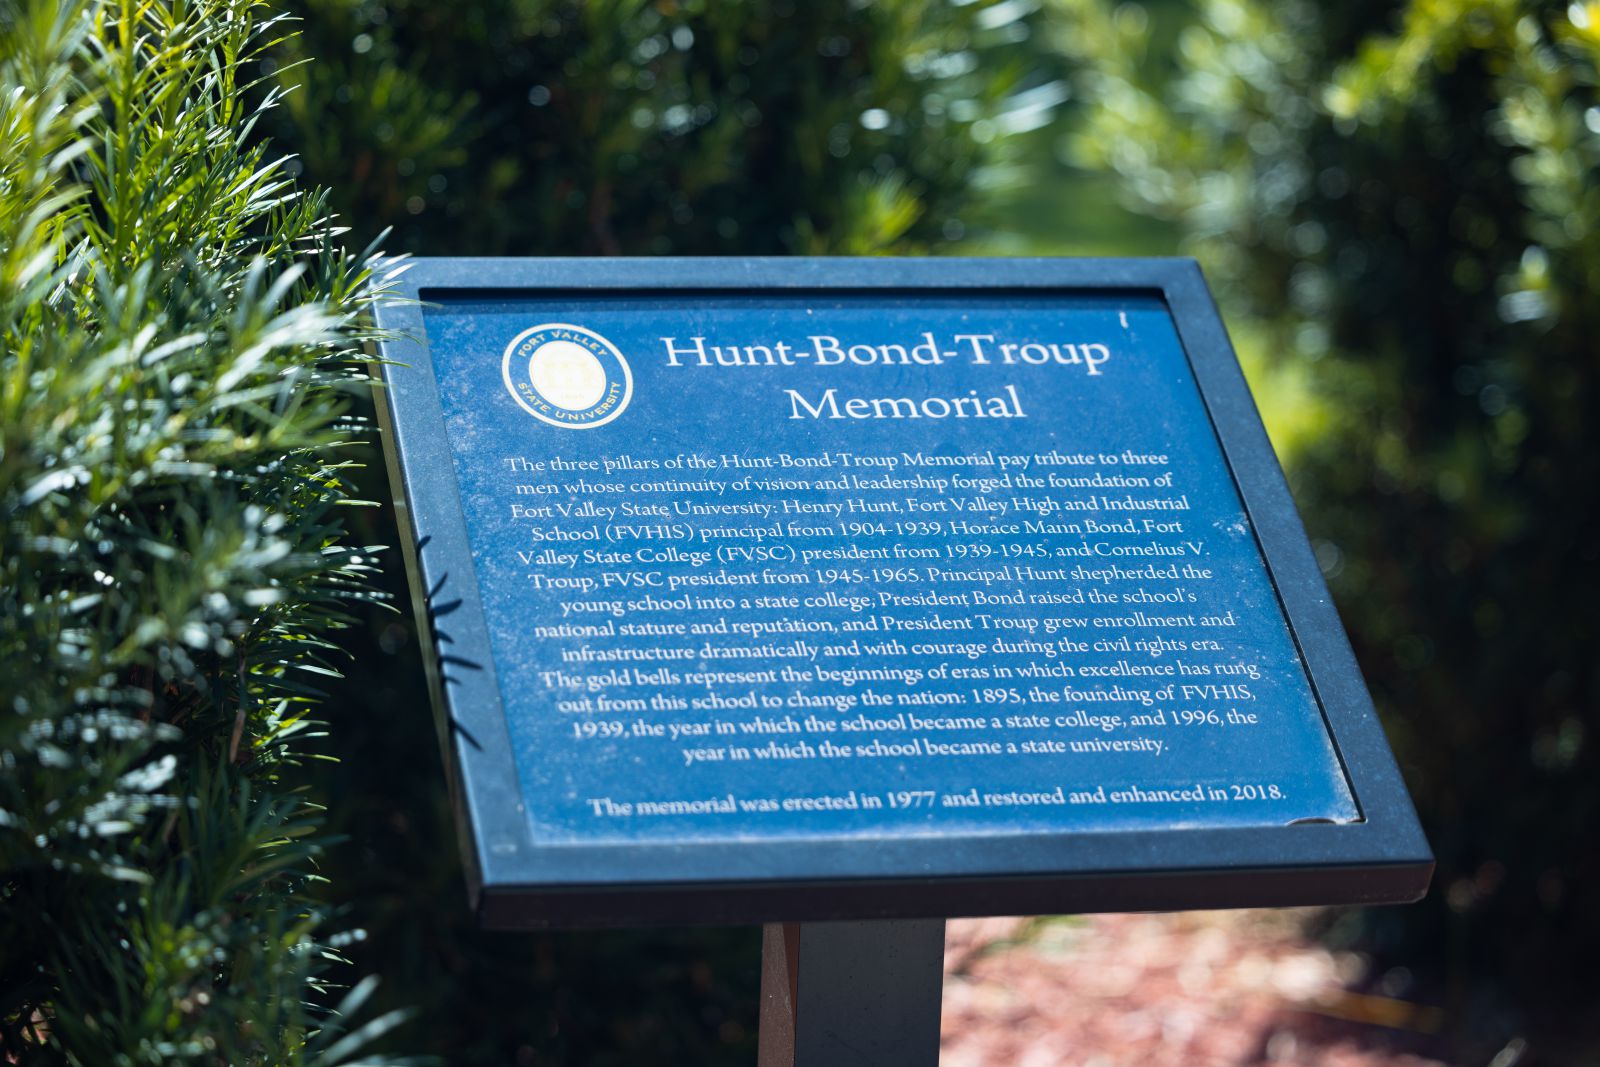 FORT VALLEY
STATE UNIVERSITY
1895
Hunt-Bond-Troup
Memorial
The three pillars of the Hunt-Bond-Troup Memorial pay tribute to three
men whose continuity of vision and leadership forged the foundation of
Fort Valley State University: Henry Hunt, Fort Valley High and Industrial
School (FVHIS) principal from 1904-1939, Horace Mann Bond, Fort
Valley State College (FVSC) president from 1939-1945, and Cornelius V.
Troup, FVSC president from 1945-1965. Principal Hunt shepherded the
young school into a state college, President Bond raised the school's
national stature and reputation, and President Troup grew enrollment and
infrastructure dramatically and with courage during the civil rights era.
The gold bells represent the beginnings of eras in which excellence has rung
out from this school to change the nation: 1895, the founding of FVHIS,
1939, the year in which the school became a state college, and 1996, the
year in which the school became a state university.
The memorial was erected in 1977 and restored and enhanced in 2018.